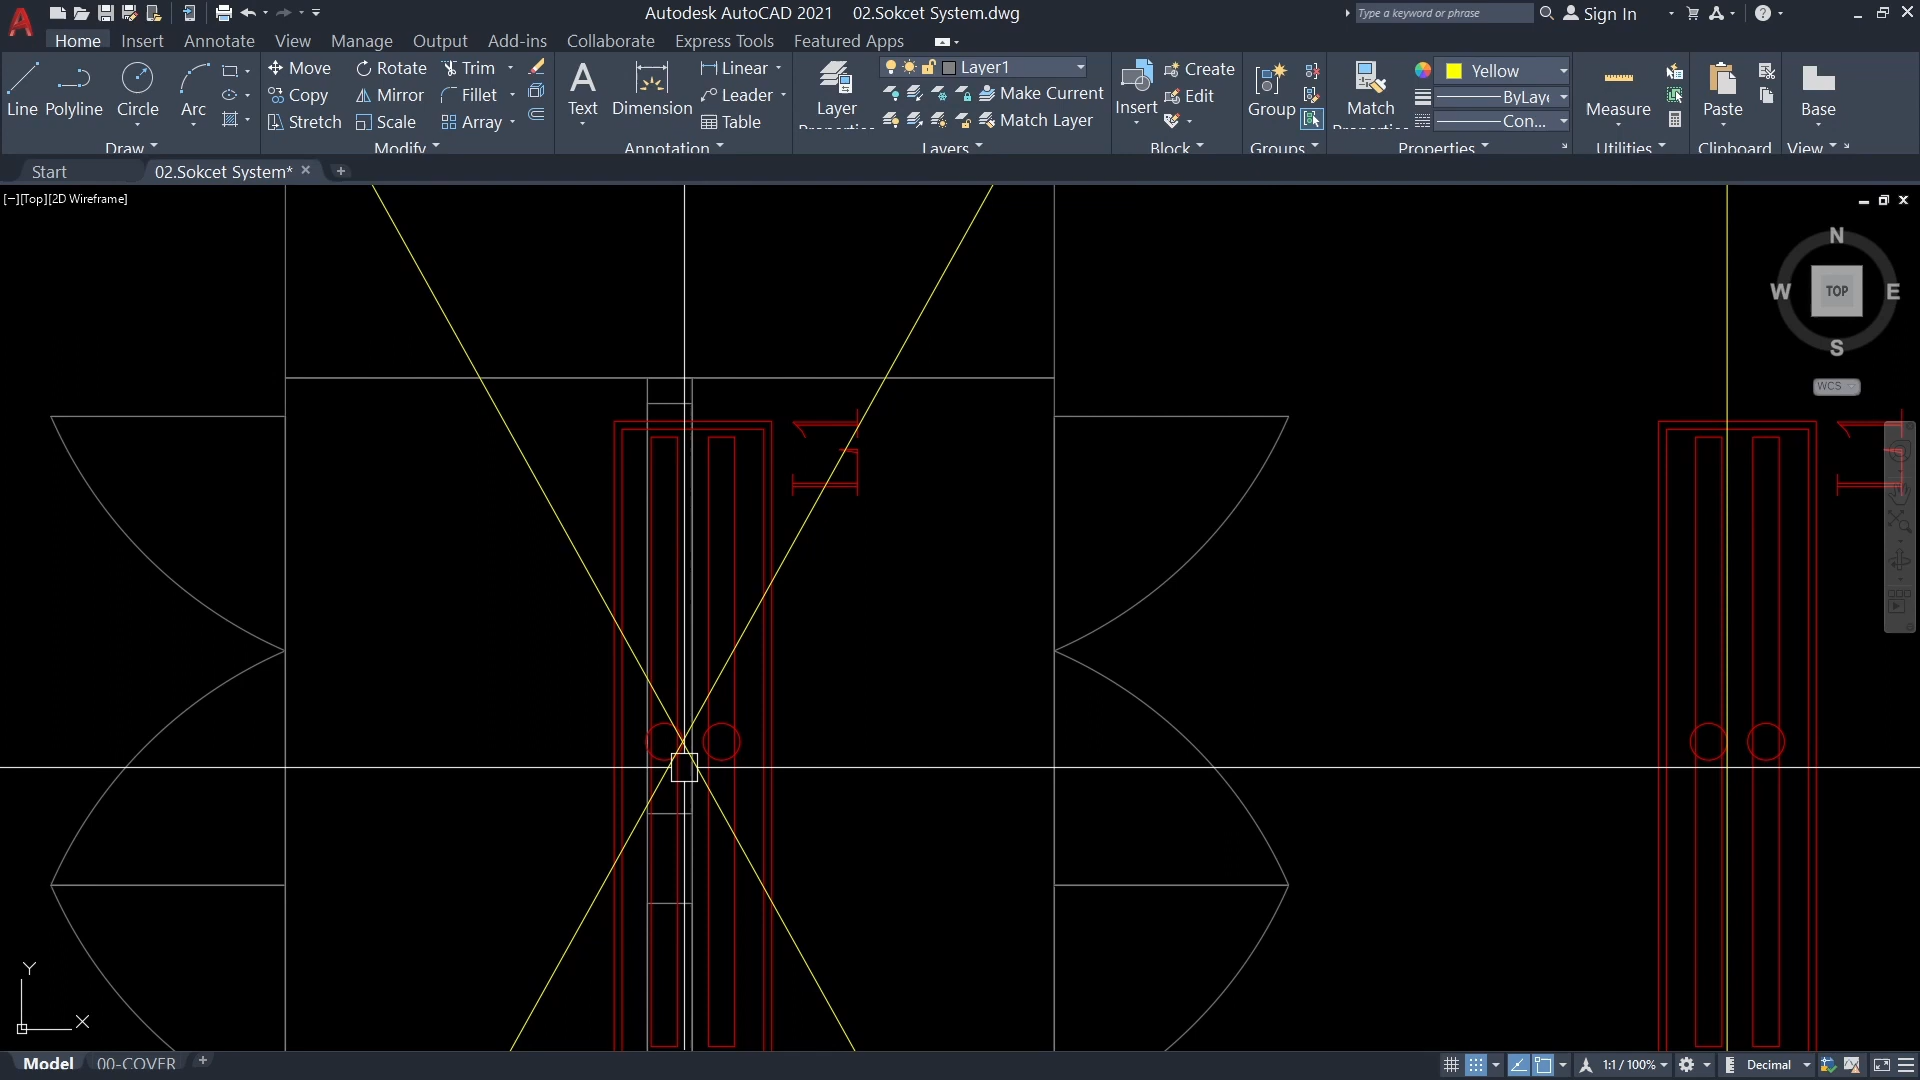 Autodesk AutoCAD 2021 02.Sokcet System.dwg
Type a keyword or phrase
Sign In
Home Insert Annotate View Manage Output Add-ins Collaborate Express Tools Featured Apps
Line Polyline Circle Arc
Move Rotate Trim
Copy Mirror Fillet
Stretch Scale Array
Text Dimension
Linear
Leader
Table
Layer
Layer1
Make Current
Match Layer
Insert
Create
Edit
Group
Match
Yellow
ByLaye
Con...
Measure
Paste
Base
Draw Modify Annotation Layers Block Groups Properties Utilities Clipboard View
Start 02.Sokcet System*
[−][Top][2D Wireframe]
N
W TOP E
S
WCS
Y
X
Model 00-COVER
1:1 / 100% Decimal